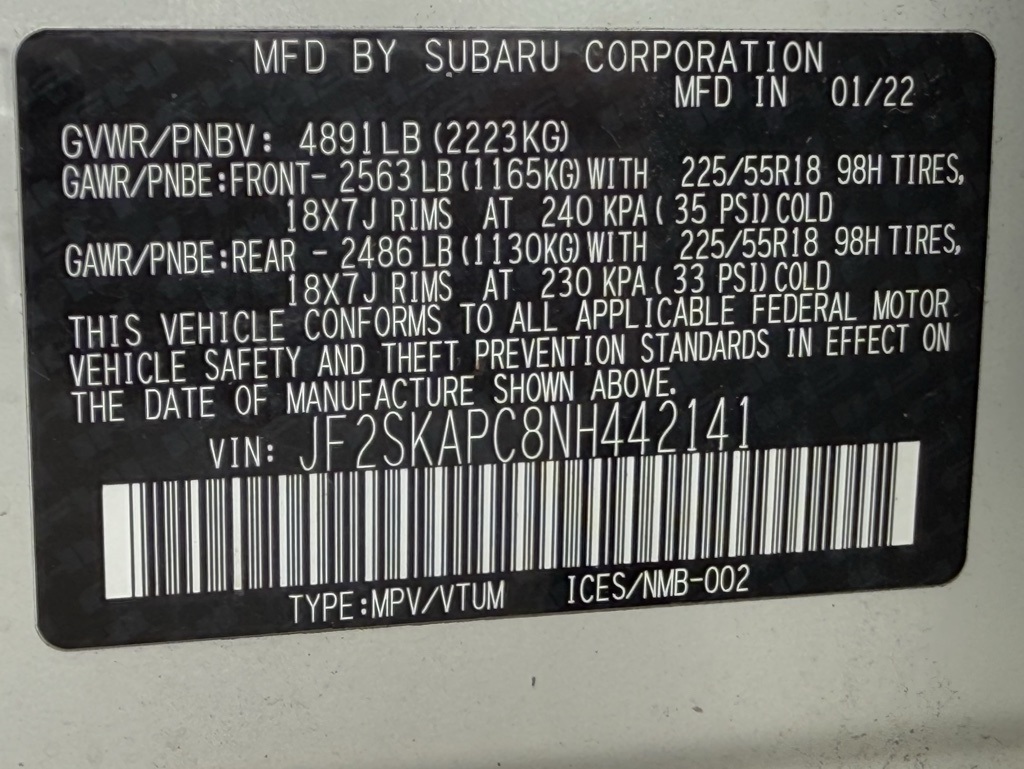 MFD BY SUBARU CORPORATION
MFD IN 01/22
GVWR/PNBV: 4891LB (2223KG)
GAWR/PNBE:FRONT- 2563 LB (1165KG) WITH 225/55R18 98H TIRES,
18X7J RIMS AT 240 KPA ( 35 PSI) COLD
GAWR/PNBE:REAR - 2486 LB (1130KG) WITH 225/55R18 98H TIRES,
18X7J RIMS AT 230 KPA ( 33 PSI) COLD
THIS VEHICLE CONFORMS TO ALL APPLICABLE FEDERAL MOTOR
VEHICLE SAFETY AND THEFT PREVENTION STANDARDS IN EFFECT ON
THE DATE OF MANUFACTURE SHOWN ABOVE.
VIN: JF2SKAPC8NH442141
TYPE:MPV/VTUM ICES/NMB-002